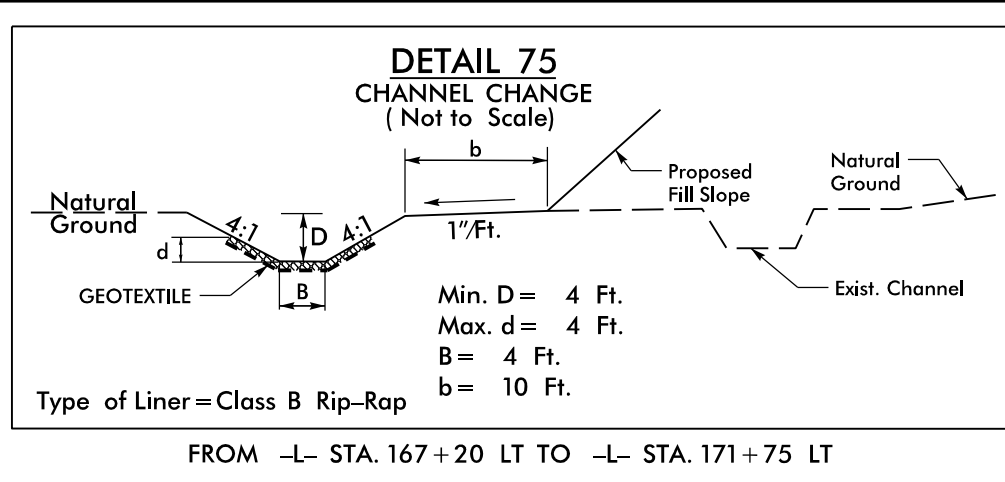 DETAIL 75
CHANNEL CHANGE
( Not to Scale)
b
Proposed
Fill Slope
Natural
Ground
Natural
Ground
4:1
D
4:1
1"/Ft.
d
GEOTEXTILE
B
Exist. Channel
Min. D = 4 Ft.
Max. d = 4 Ft.
B = 4 Ft.
b = 10 Ft.
Type of Liner = Class B Rip-Rap
FROM -L- STA. 167+20 LT TO -L- STA. 171+75 LT